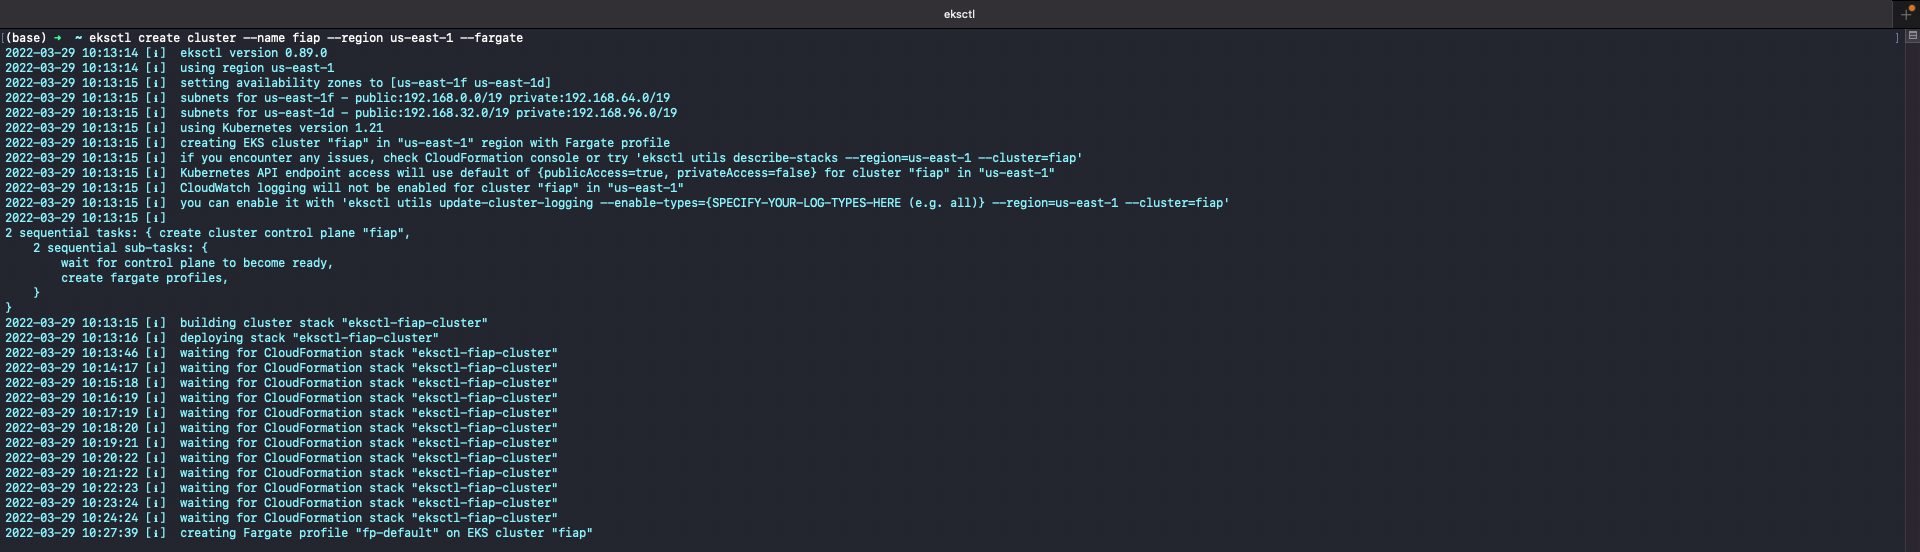 eksctl
[(base) ➜  ~ eksctl create cluster --name fiap --region us-east-1 --fargate ]
2022-03-29 10:13:14 [ℹ]  eksctl version 0.89.0
2022-03-29 10:13:14 [ℹ]  using region us-east-1
2022-03-29 10:13:15 [ℹ]  setting availability zones to [us-east-1f us-east-1d]
2022-03-29 10:13:15 [ℹ]  subnets for us-east-1f - public:192.168.0.0/19 private:192.168.64.0/19
2022-03-29 10:13:15 [ℹ]  subnets for us-east-1d - public:192.168.32.0/19 private:192.168.96.0/19
2022-03-29 10:13:15 [ℹ]  using Kubernetes version 1.21
2022-03-29 10:13:15 [ℹ]  creating EKS cluster "fiap" in "us-east-1" region with Fargate profile
2022-03-29 10:13:15 [ℹ]  if you encounter any issues, check CloudFormation console or try 'eksctl utils describe-stacks --region=us-east-1 --cluster=fiap'
2022-03-29 10:13:15 [ℹ]  Kubernetes API endpoint access will use default of {publicAccess=true, privateAccess=false} for cluster "fiap" in "us-east-1"
2022-03-29 10:13:15 [ℹ]  CloudWatch logging will not be enabled for cluster "fiap" in "us-east-1"
2022-03-29 10:13:15 [ℹ]  you can enable it with 'eksctl utils update-cluster-logging --enable-types={SPECIFY-YOUR-LOG-TYPES-HERE (e.g. all)} --region=us-east-1 --cluster=fiap'
2022-03-29 10:13:15 [ℹ]
2 sequential tasks: { create cluster control plane "fiap",
    2 sequential sub-tasks: {
        wait for control plane to become ready,
        create fargate profiles,
    }
}
2022-03-29 10:13:15 [ℹ]  building cluster stack "eksctl-fiap-cluster"
2022-03-29 10:13:16 [ℹ]  deploying stack "eksctl-fiap-cluster"
2022-03-29 10:13:46 [ℹ]  waiting for CloudFormation stack "eksctl-fiap-cluster"
2022-03-29 10:14:17 [ℹ]  waiting for CloudFormation stack "eksctl-fiap-cluster"
2022-03-29 10:15:18 [ℹ]  waiting for CloudFormation stack "eksctl-fiap-cluster"
2022-03-29 10:16:19 [ℹ]  waiting for CloudFormation stack "eksctl-fiap-cluster"
2022-03-29 10:17:19 [ℹ]  waiting for CloudFormation stack "eksctl-fiap-cluster"
2022-03-29 10:18:20 [ℹ]  waiting for CloudFormation stack "eksctl-fiap-cluster"
2022-03-29 10:19:21 [ℹ]  waiting for CloudFormation stack "eksctl-fiap-cluster"
2022-03-29 10:20:22 [ℹ]  waiting for CloudFormation stack "eksctl-fiap-cluster"
2022-03-29 10:21:22 [ℹ]  waiting for CloudFormation stack "eksctl-fiap-cluster"
2022-03-29 10:22:23 [ℹ]  waiting for CloudFormation stack "eksctl-fiap-cluster"
2022-03-29 10:23:24 [ℹ]  waiting for CloudFormation stack "eksctl-fiap-cluster"
2022-03-29 10:24:24 [ℹ]  waiting for CloudFormation stack "eksctl-fiap-cluster"
2022-03-29 10:27:39 [ℹ]  creating Fargate profile "fp-default" on EKS cluster "fiap"